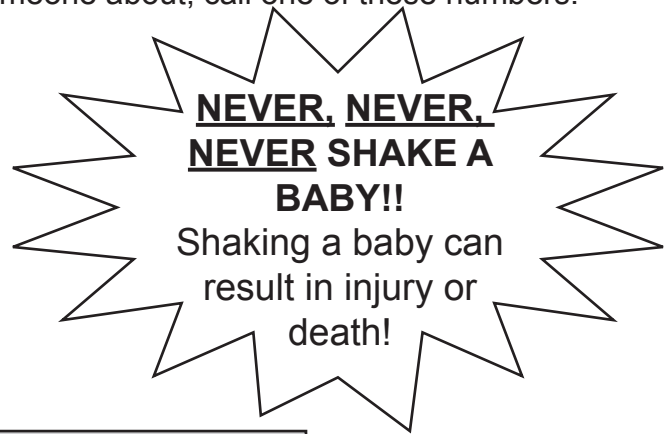 about, call one of these numbers.
NEVER, NEVER,
NEVER SHAKE A
BABY!!
Shaking a baby can
result in injury or
death!